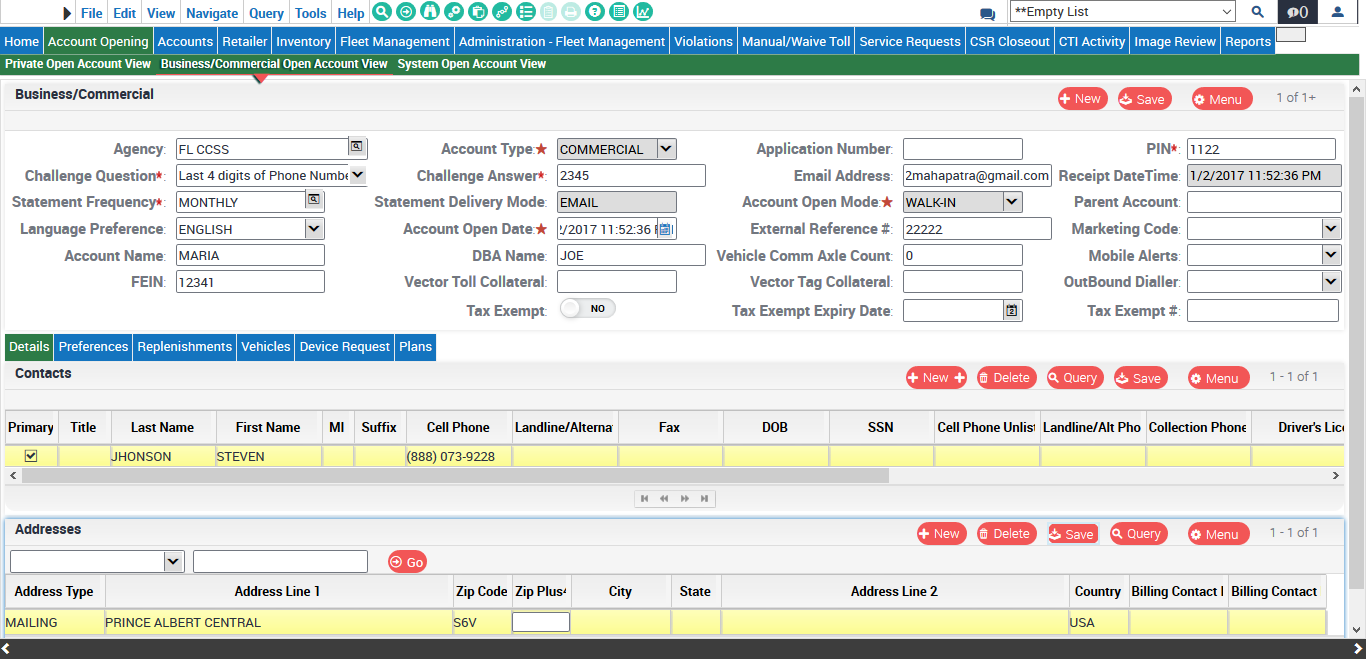 File Edit View Navigate Query Tools Help **Empty List 0
Home Account Opening Accounts Retailer Inventory Fleet Management Administration - Fleet Management Violations Manual/Waive Toll Service Requests CSR Closeout CTI Activity Image Review Reports
Private Open Account View Business/Commercial Open Account View System Open Account View
Business/Commercial New Save Menu 1 of 1+
Agency: FL CCSS Account Type:★ COMMERCIAL Application Number: PIN*: 1122
Challenge Question*: Last 4 digits of Phone Numbe Challenge Answer*: 2345 Email Address: 2mahapatra@gmail.com Receipt DateTime: 1/2/2017 11:52:36 PM
Statement Frequency*: MONTHLY Statement Delivery Mode: EMAIL Account Open Mode:★ WALK-IN Parent Account:
Language Preference: ENGLISH Account Open Date:★ !/2017 11:52:36 External Reference #: 22222 Marketing Code:
Account Name: MARIA DBA Name: JOE Vehicle Comm Axle Count: 0 Mobile Alerts:
FEIN: 12341 Vector Toll Collateral: Vector Tag Collateral: OutBound Dialler:
Tax Exempt: NO Tax Exempt Expiry Date: Tax Exempt #:
Details Preferences Replenishments Vehicles Device Request Plans
Contacts New Delete Query Save Menu 1 - 1 of 1
Primary Title Last Name First Name MI Suffix Cell Phone Landline/Alterna Fax DOB SSN Cell Phone Unlist Landline/Alt Pho Collection Phone Driver's Lice
JHONSON STEVEN (888) 073-9228
Addresses New Delete Save Query Menu 1 - 1 of 1
Go
Address Type Address Line 1 Zip Code Zip Plus4 City State Address Line 2 Country Billing Contact Billing Contact
MAILING PRINCE ALBERT CENTRAL S6V USA